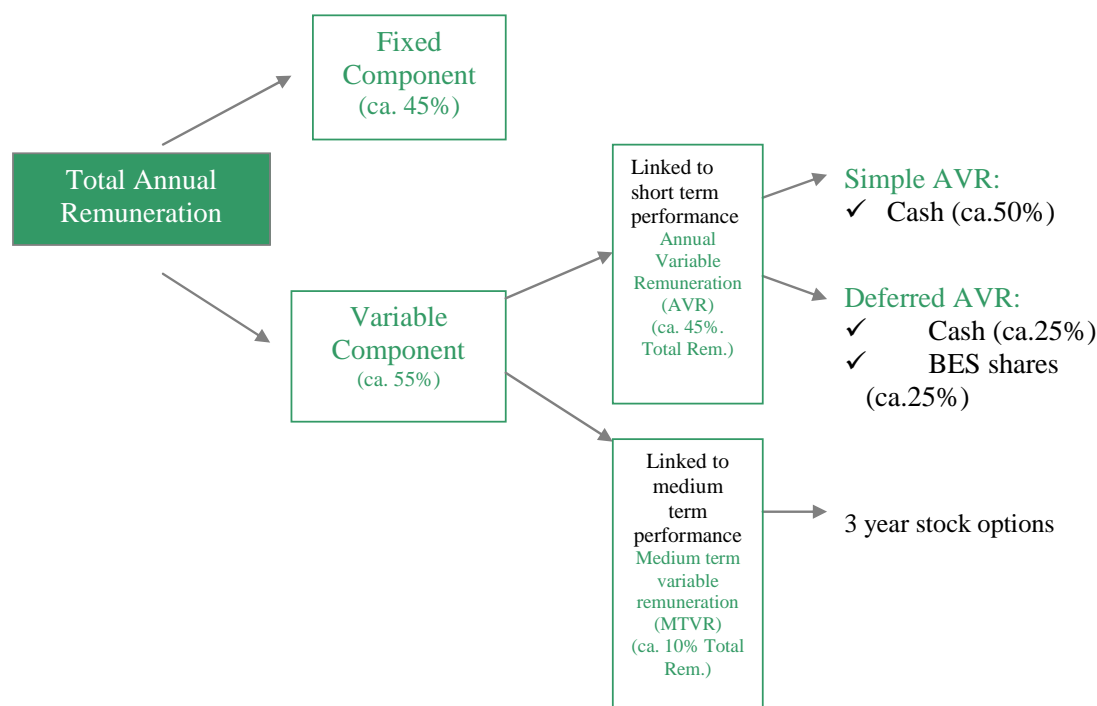 Total Annual
Remuneration
Fixed
Component
(ca. 45%)
Variable
Component
(ca. 55%)
Linked to
short term
performance
Annual
Variable
Remuneration
(AVR)
(ca. 45%.
Total Rem.)
Simple AVR:
✓ Cash (ca.50%)
Deferred AVR:
✓ Cash (ca.25%)
✓ BES shares
(ca.25%)
Linked to
medium
term
performance
Medium term
variable
remuneration
(MTVR)
(ca. 10% Total
Rem.)
3 year stock options